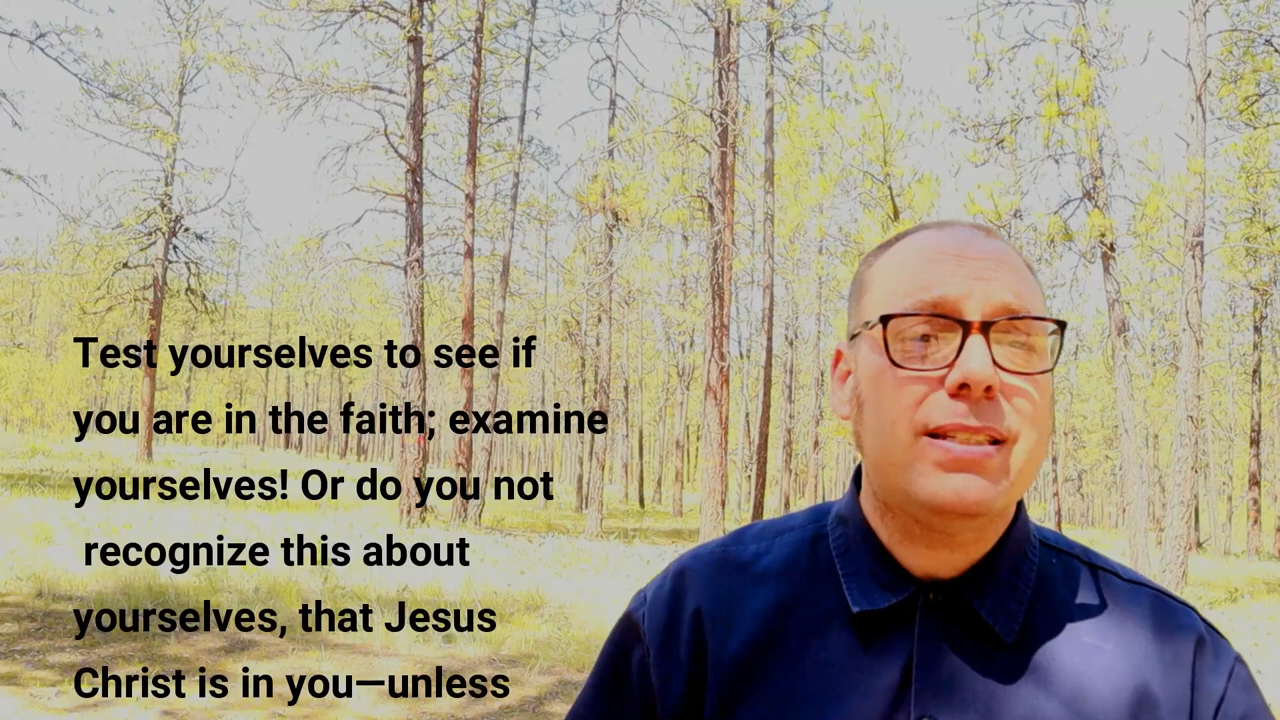 Test yourselves to see if
you are in the faith; examine
yourselves! Or do you not
recognize this about
yourselves, that Jesus
Christ is in you—unless